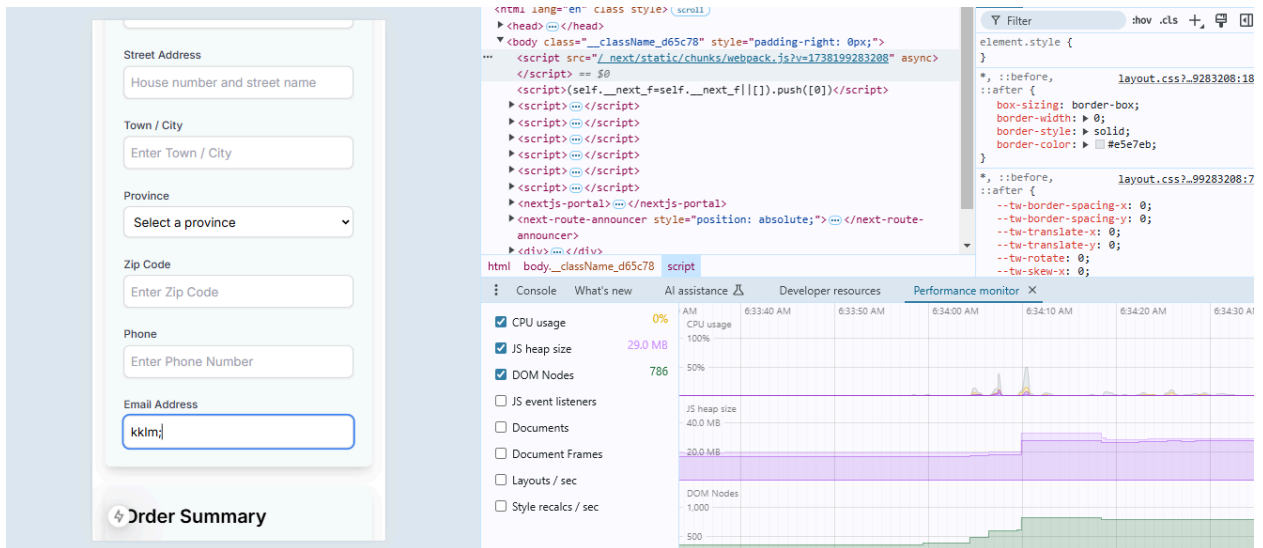 Street Address
House number and street name
Town / City
Enter Town / City
Province
Select a province
Zip Code
Enter Zip Code
Phone
Enter Phone Number
Email Address
kklm;
Order Summary
<html lang="en" class style> scroll
<head> … </head>
<body class="__className_d65c78" style="padding-right: 0px;">
<script src="/_next/static/chunks/webpack.js?v=1738199283208" async>
</script> == $0
<script>(self.__next_f=self.__next_f||[]).push([0])</script>
<script> … </script>
<script> … </script>
<script> … </script>
<script> … </script>
<script> … </script>
<script> … </script>
<nextjs-portal> … </nextjs-portal>
<next-route-announcer style="position: absolute;"> … </next-route-
announcer>
<div> … </div>
html body.__className_d65c78 script
Filter :hov .cls
element.style {
}
*, ::before, layout.css?…9283208:18
::after {
box-sizing: border-box;
border-width: 0;
border-style: solid;
border-color: #e5e7eb;
}
*, ::before, layout.css?…99283208:7
::after {
--tw-border-spacing-x: 0;
--tw-border-spacing-y: 0;
--tw-translate-x: 0;
--tw-translate-y: 0;
--tw-rotate: 0;
--tw-skew-x: 0;
Console What's new AI assistance Developer resources Performance monitor
CPU usage 0%
JS heap size 29.0 MB
DOM Nodes 786
JS event listeners
Documents
Document Frames
Layouts / sec
Style recalcs / sec
AM 6:33:40 AM 6:33:50 AM 6:34:00 AM 6:34:10 AM 6:34:20 AM 6:34:30 A
CPU usage
100%
50%
JS heap size
40.0 MB
20.0 MB
DOM Nodes
1,000
500